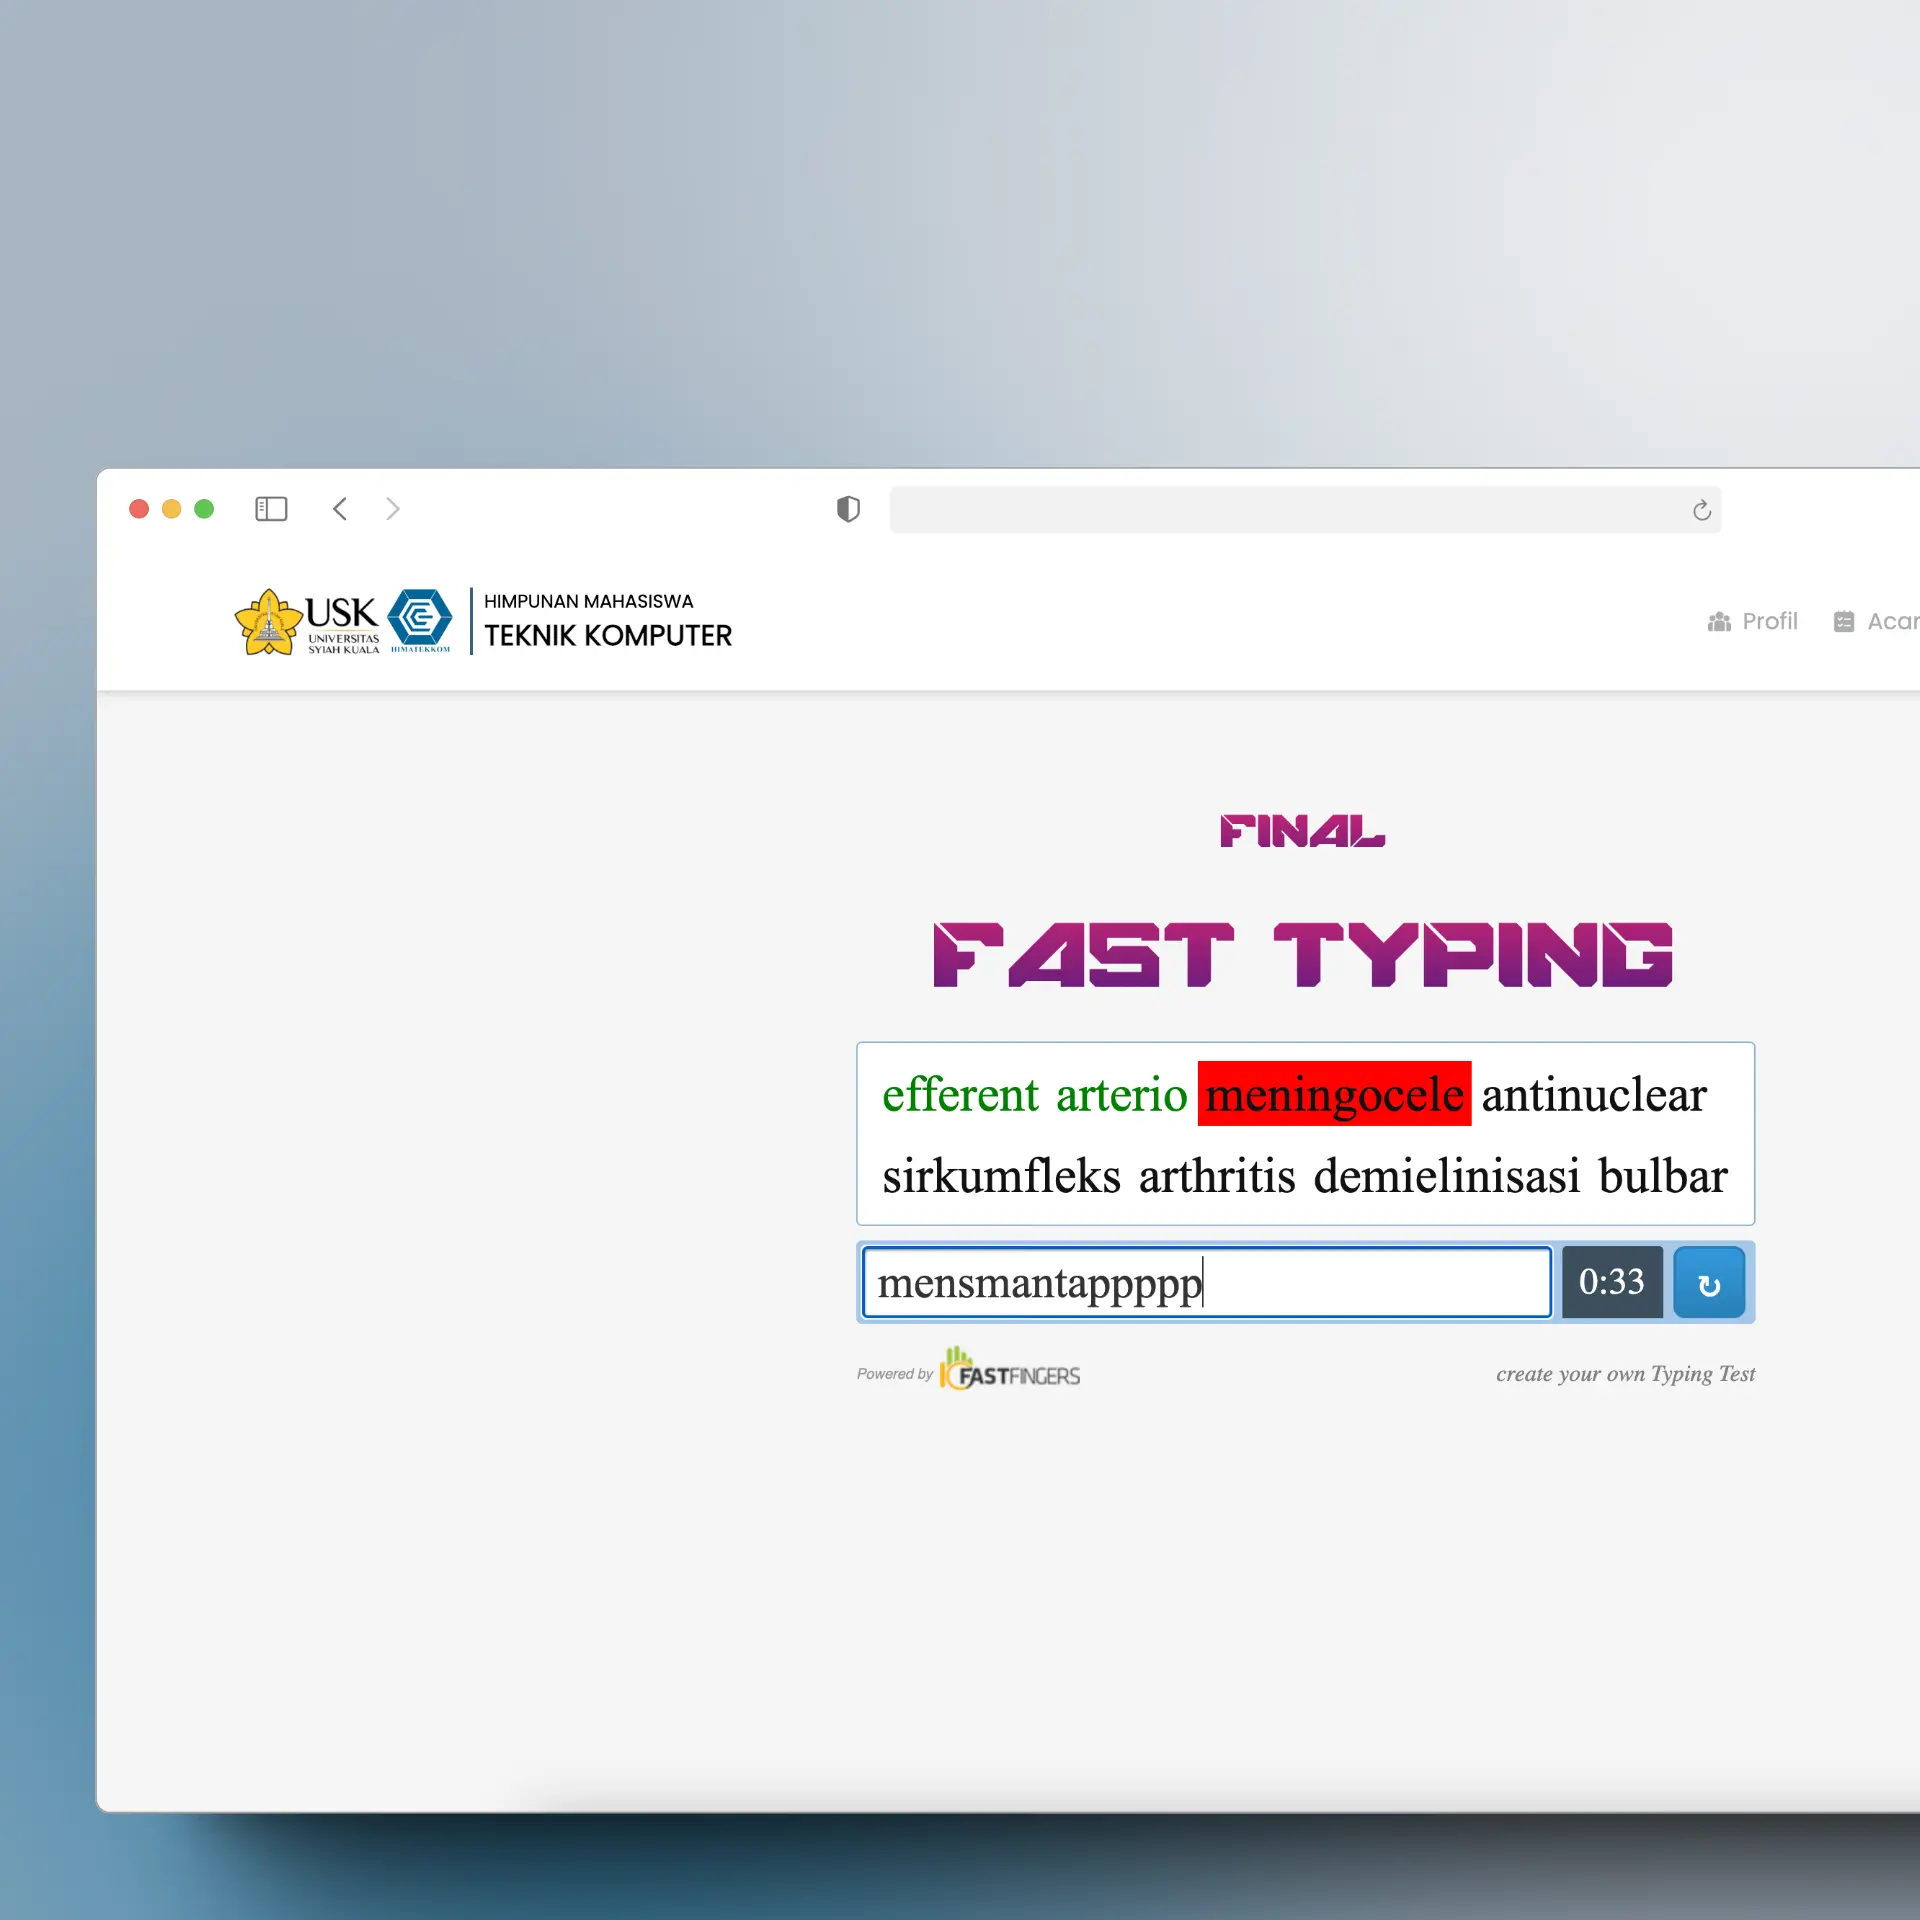 USK
UNIVERSITAS
SYIAH KUALA
HIMATEKKOM
HIMPUNAN MAHASISWA
TEKNIK KOMPUTER
Profil
Acar
FINAL
FAST TYPING
efferent arterio meningocele antinuclear
sirkumfleks arthritis demielinisasi bulbar
mensmantappppp
0:33
Powered by 10FASTFINGERS
create your own Typing Test